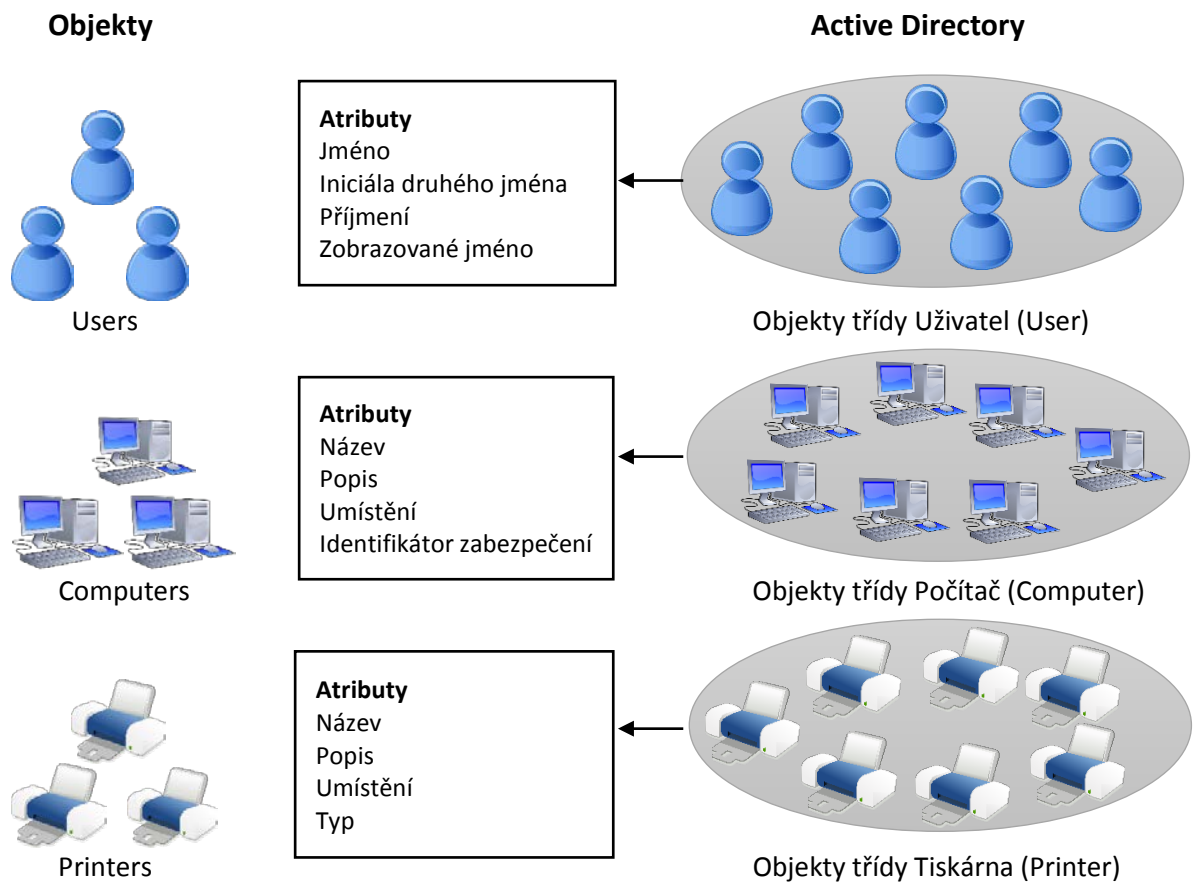 Objekty
Active Directory
Atributy
Jméno
Iniciála druhého jména
Příjmení
Zobrazované jméno
Users
Objekty třídy Uživatel (User)
Atributy
Název
Popis
Umístění
Identifikátor zabezpečení
Computers
Objekty třídy Počítač (Computer)
Atributy
Název
Popis
Umístění
Typ
Printers
Objekty třídy Tiskárna (Printer)